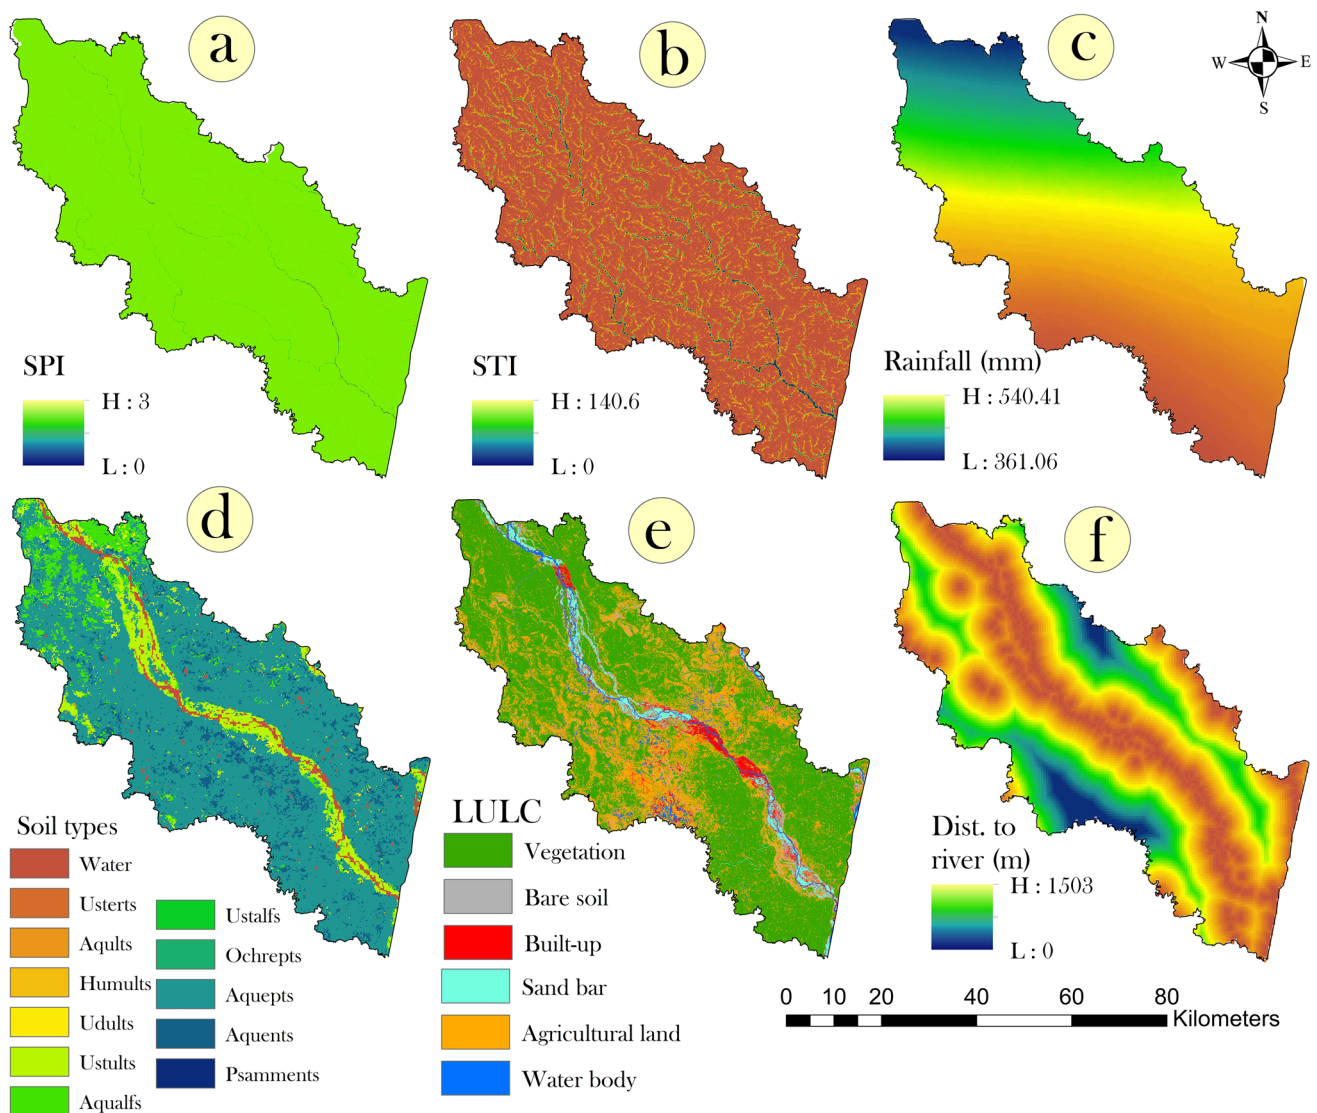 a
b
c
N
W
E
S
SPI
H : 3
L : 0
STI
H : 140.6
L : 0
Rainfall (mm)
H : 540.41
L : 361.06
d
e
f
Soil types
Water
Usterts
Aqults
Humults
Udults
Ustults
Aqualfs
Ustalfs
Ochrepts
Aquepts
Aquents
Psamments
LULC
Vegetation
Bare soil
Built-up
Sand bar
Agricultural land
Water body
Dist. to
river (m)
H : 1503
L : 0
0 10 20 40 60 80
Kilometers